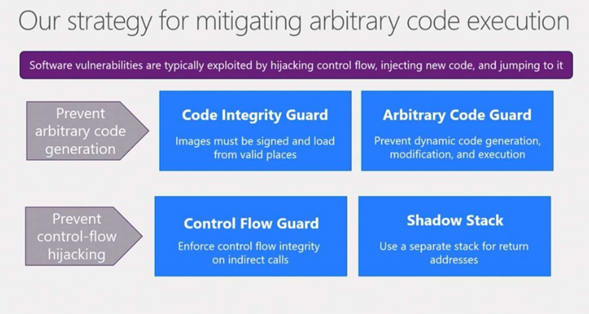 Our strategy for mitigating arbitrary code execution
Software vulnerabilities are typically exploited by hijacking control flow, injecting new code, and jumping to it
Prevent
arbitrary code
generation
Code Integrity Guard
Images must be signed and load
from valid places
Arbitrary Code Guard
Prevent dynamic code generation,
modification, and execution
Prevent
control-flow
hijacking
Control Flow Guard
Enforce control flow integrity
on indirect calls
Shadow Stack
Use a separate stack for return
addresses